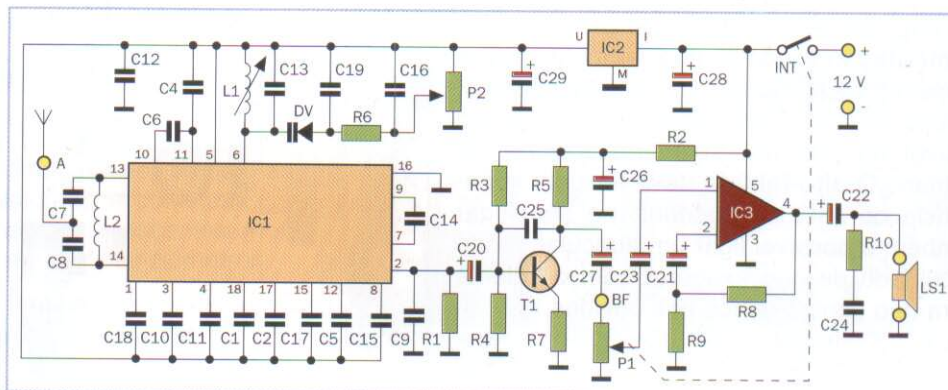 U
IC2
I
M
INT
+
12 V
-
C12
C4
L1
C13
C19
C16
P2
C29
+
C28
+
DV
R6
C6
A
10
11
5
6
13
C7
L2
C8
14
IC1
16
9
C14
7
2
1
3
4
18
17
15
12
8
C18
C10
C11
C1
C2
C17
C5
C15
C9
R1
C20
+
R4
R3
C25
R5
C26
+
R2
T1
R7
C27
+
BF
P1
C23
+
C21
+
1
2
IC3
5
3
4
R8
R9
C22
+
R10
C24
LS1